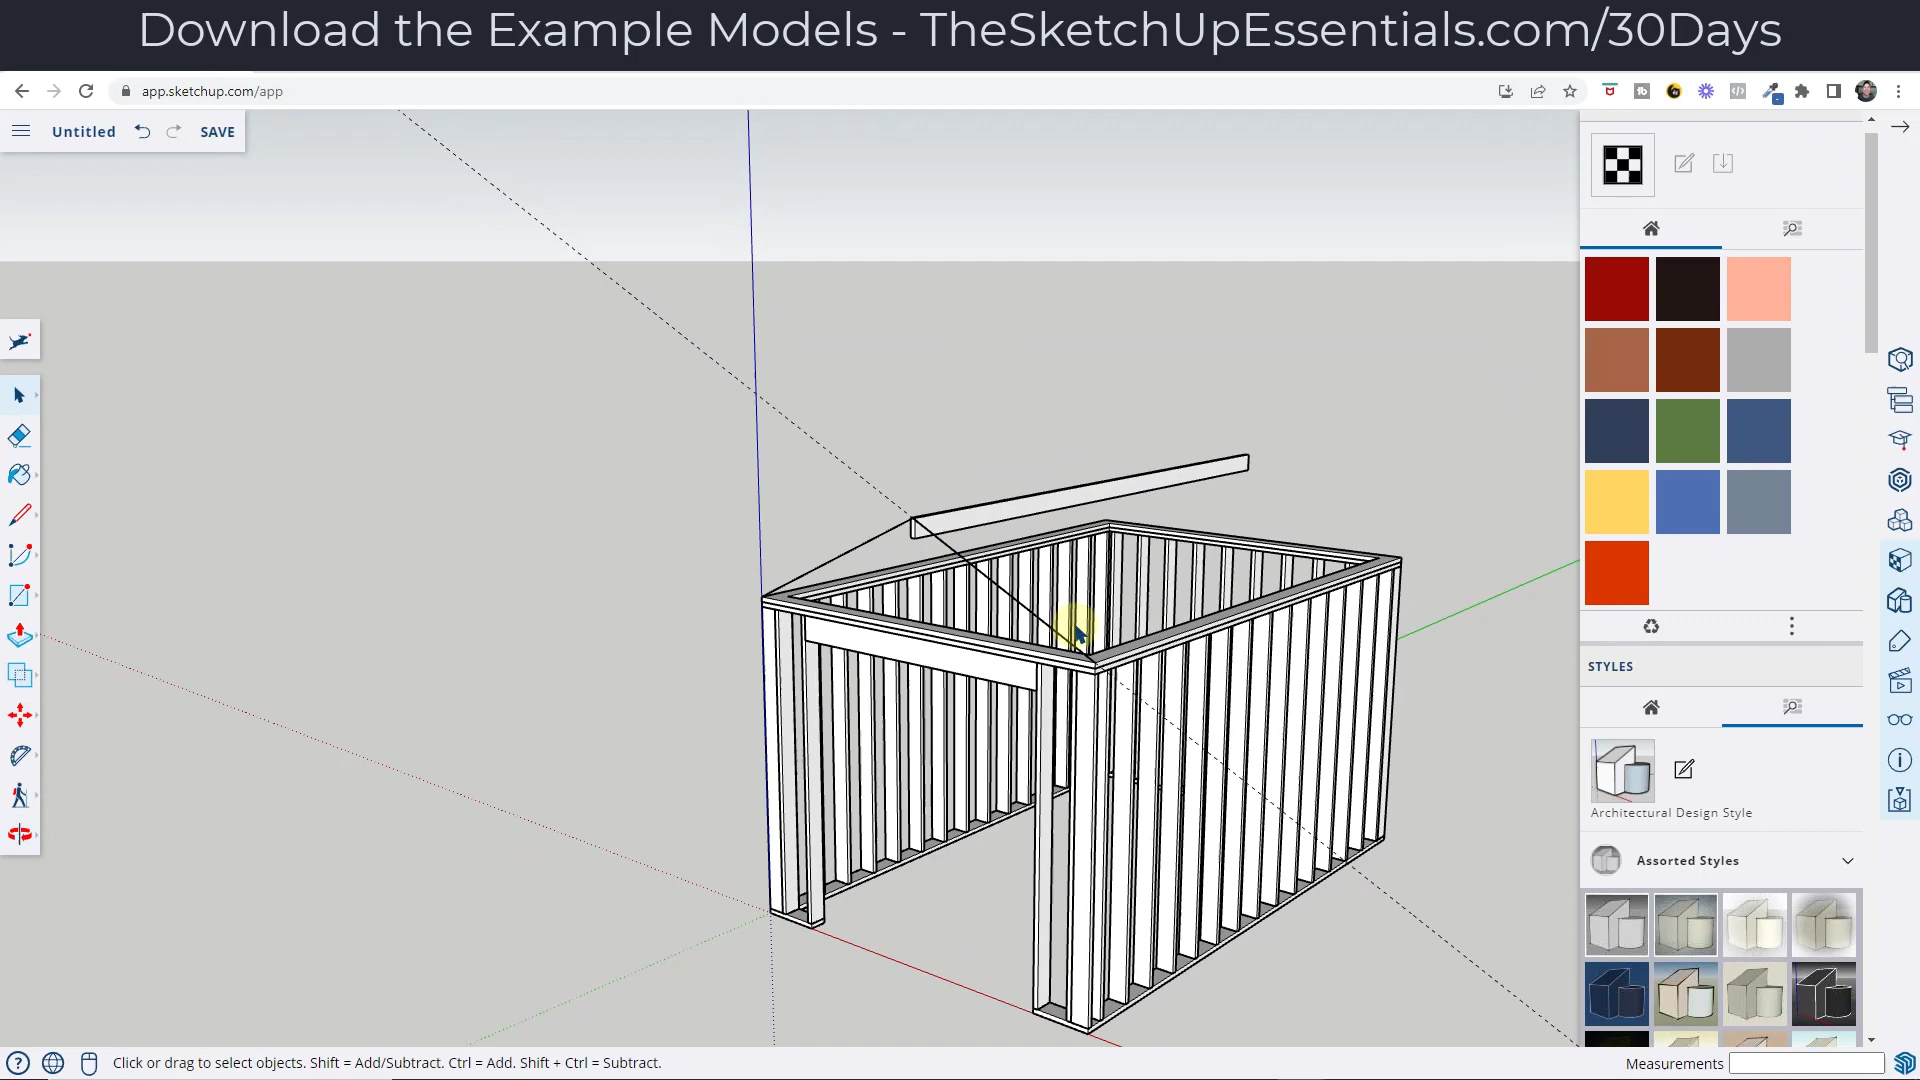 Download the Example Models - TheSketchUpEssentials.com/30Days
app.sketchup.com/app
Untitled
SAVE
STYLES
Architectural Design Style
Assorted Styles
Click or drag to select objects. Shift = Add/Subtract. Ctrl = Add. Shift + Ctrl = Subtract.
Measurements